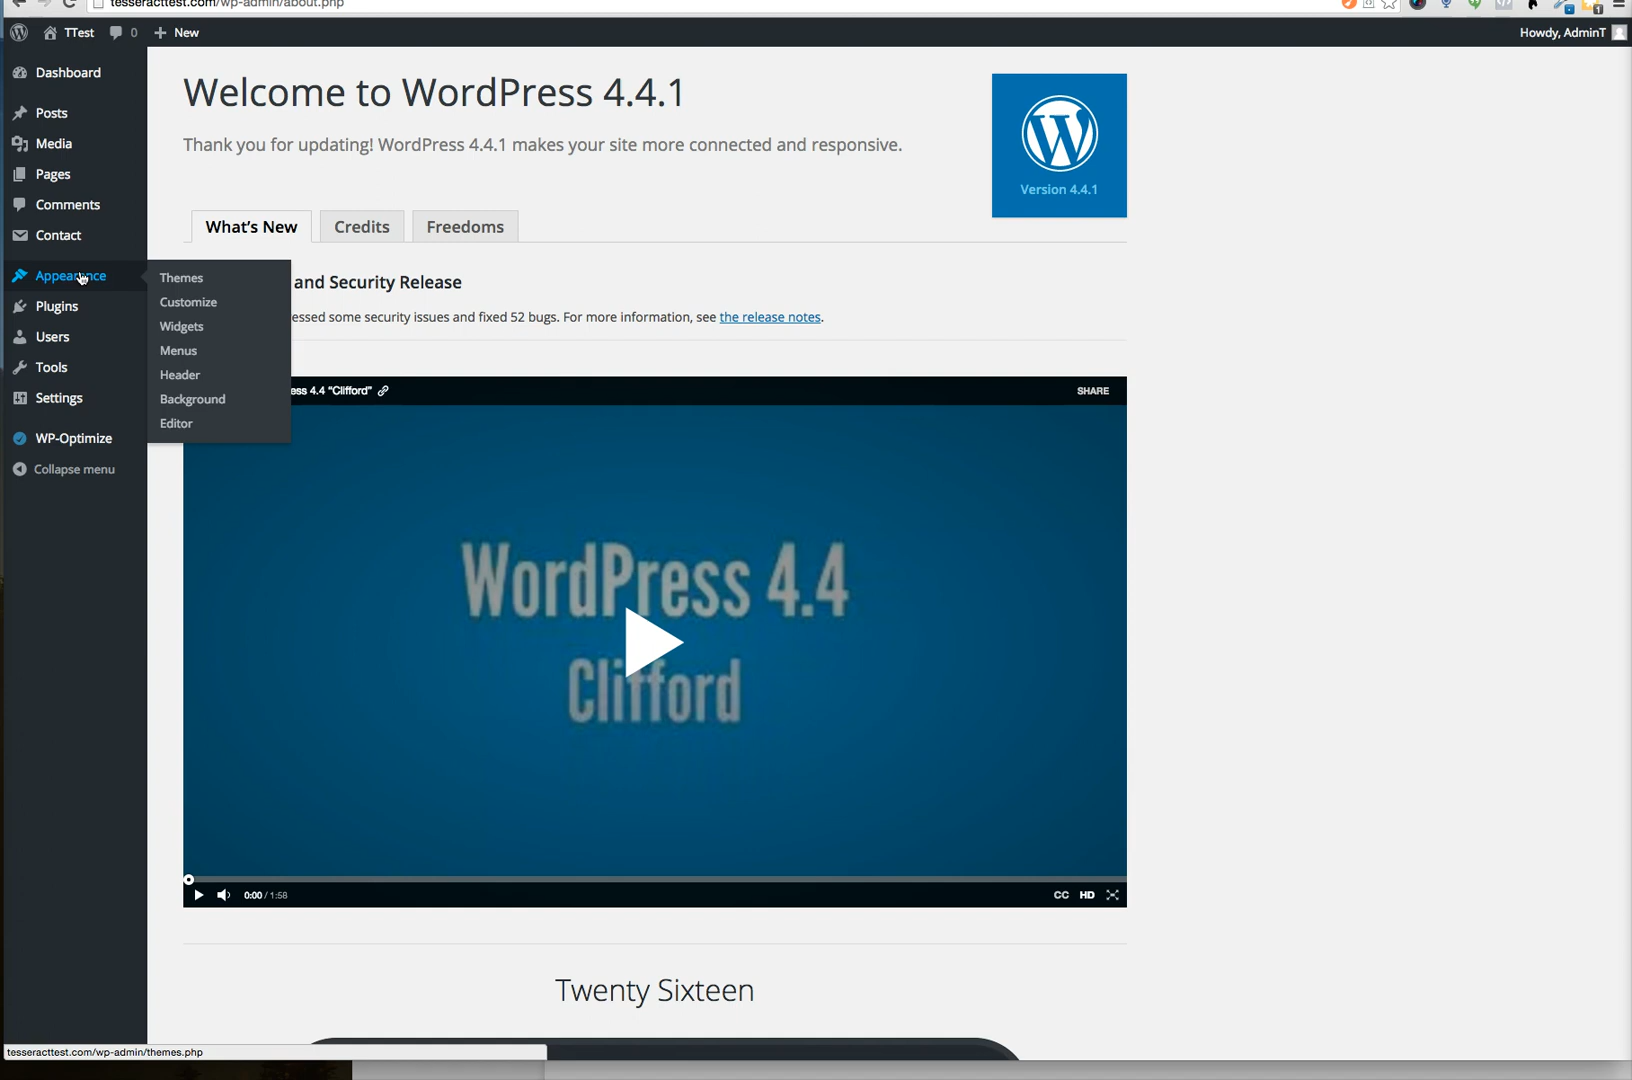 tesseracttest.com/wp-admin/about.php
TTest 0 New
Howdy, AdminT
Dashboard
Posts
Media
Pages
Comments
Contact
Appearance
Plugins
Users
Tools
Settings
WP-Optimize
Collapse menu
Themes
Customize
Widgets
Menus
Header
Background
Editor
Welcome to WordPress 4.4.1
Thank you for updating! WordPress 4.4.1 makes your site more connected and responsive.
Version 4.4.1
What's New Credits Freedoms
and Security Release
essed some security issues and fixed 52 bugs. For more information, see the release notes.
ess 4.4 "Clifford"
SHARE
WordPress 4.4
Clifford
0:00 / 1:58
CC HD
Twenty Sixteen
tesseracttest.com/wp-admin/themes.php